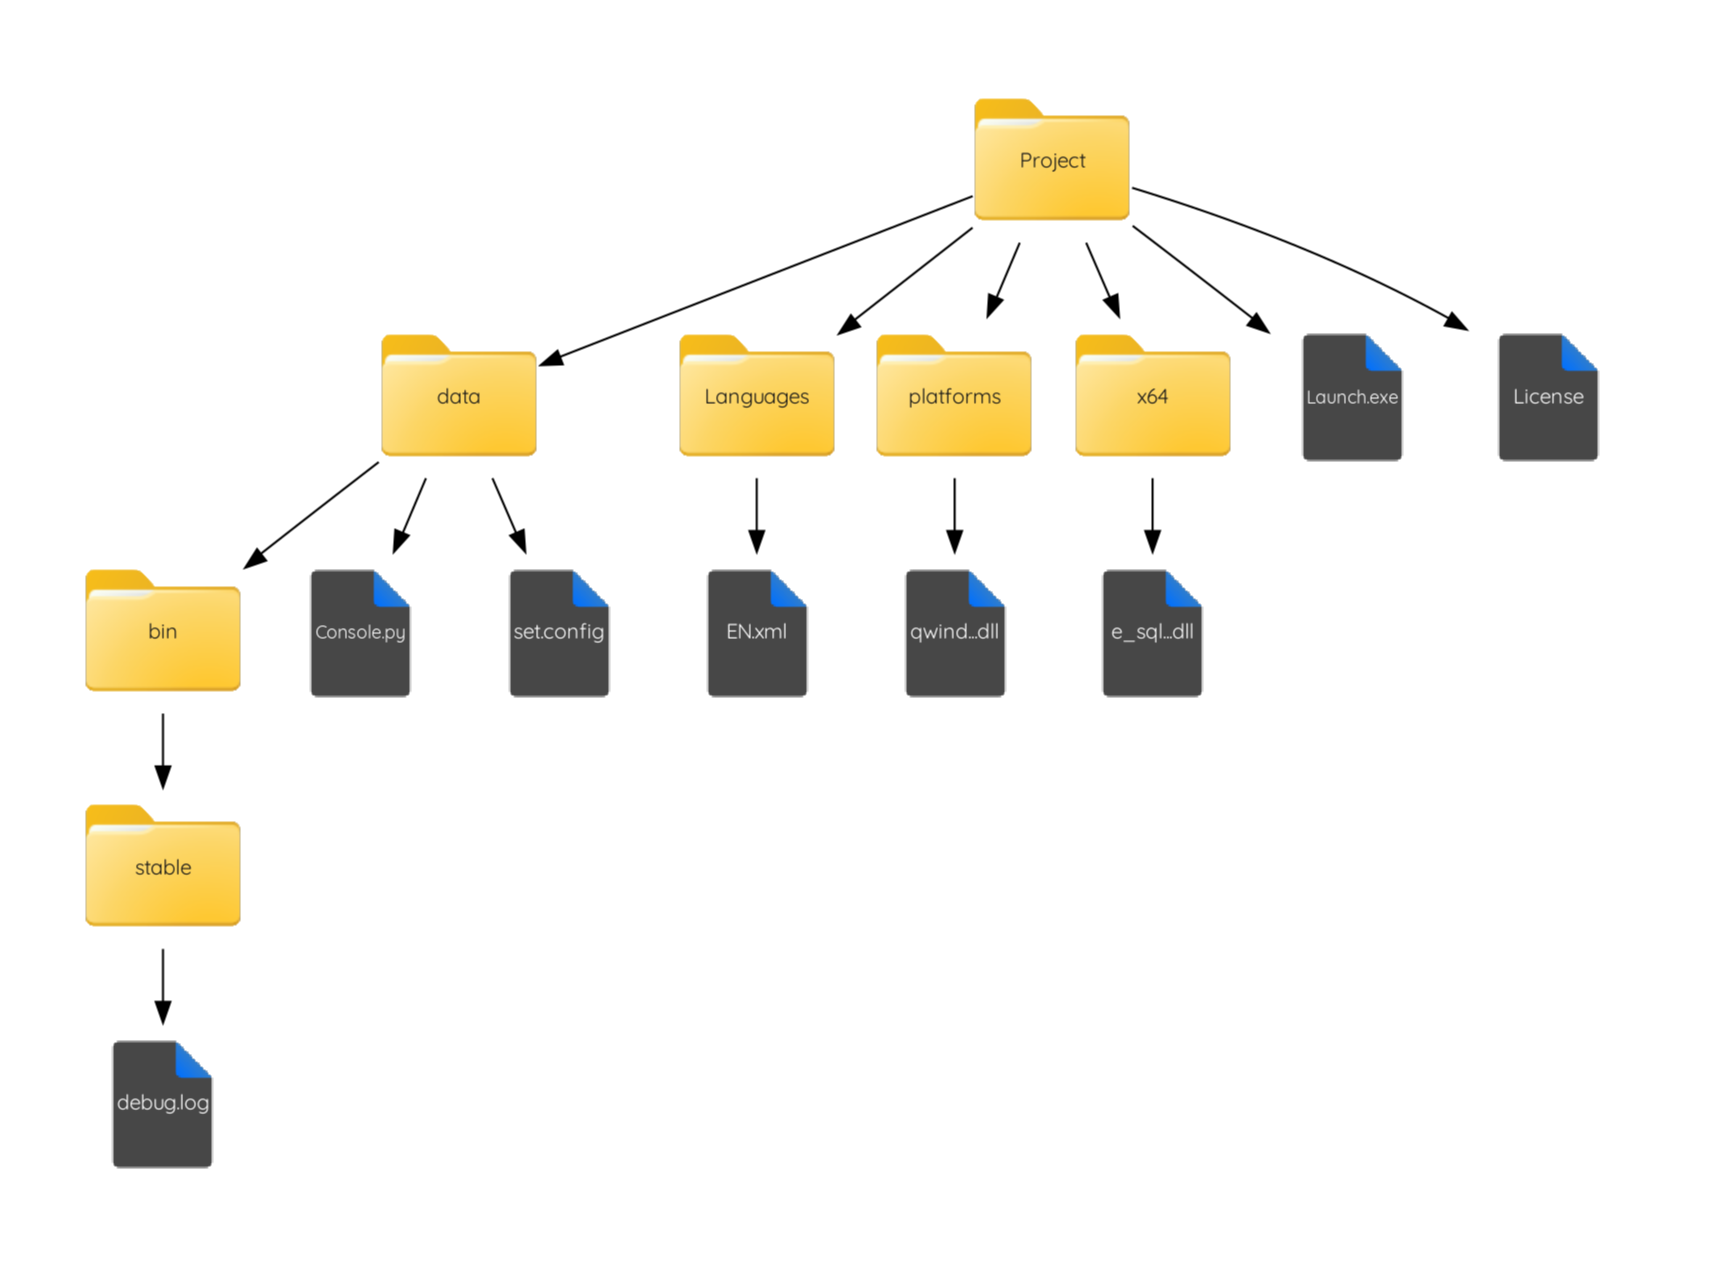 Project
data
Languages
platforms
x64
Launch.exe
License
bin
Console.py
set.config
EN.xml
qwind...dll
e_sql...dll
stable
debug.log